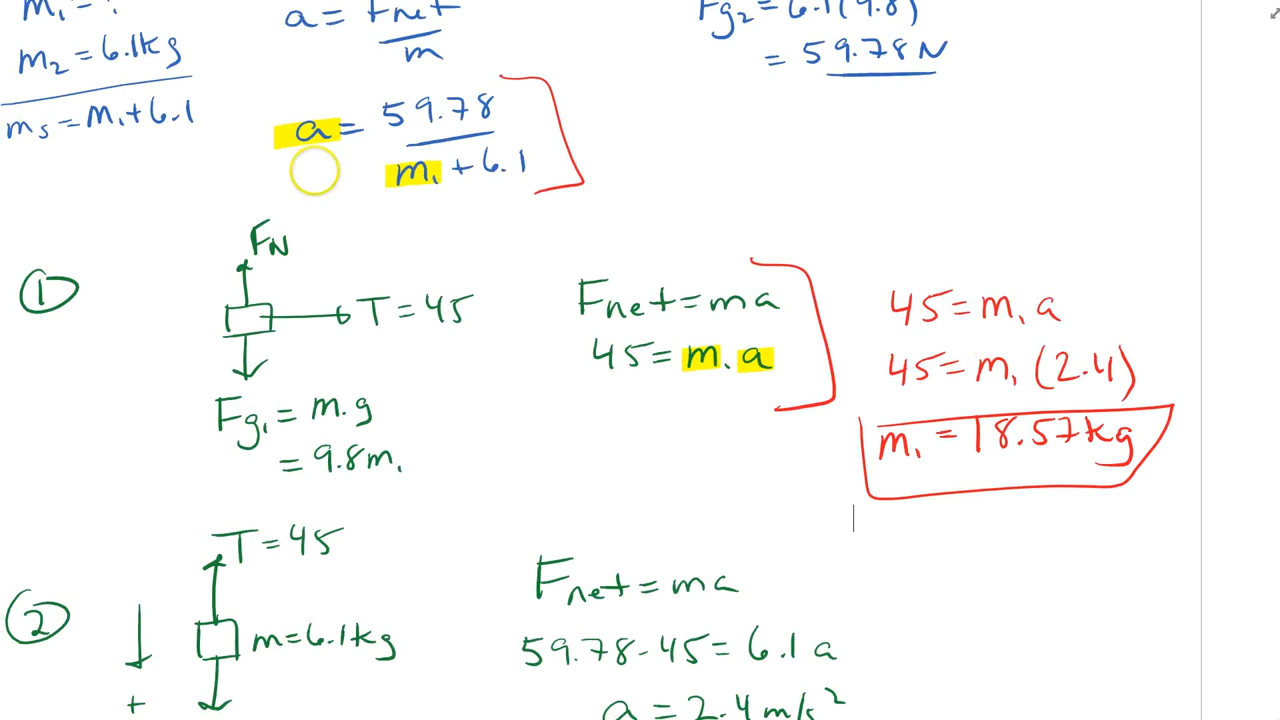 m₁ = ?
a = Fnet
m
Fg₂ = 6.1(9.8)
m₂ = 6.1kg
= 59.78N
ms = m₁ + 6.1
a = 59.78
m₁ + 6.1
FN
①
T = 45
Fnet = ma
45 = m₁a
45 = m₁a
45 = m₁(2.4)
Fg₁ = m₁g
= 9.8m₁
m₁ = 18.57kg
T = 45
②
m = 6.1kg
Fnet = ma
59.78 - 45 = 6.1a
+
a = 2.4 m/s²